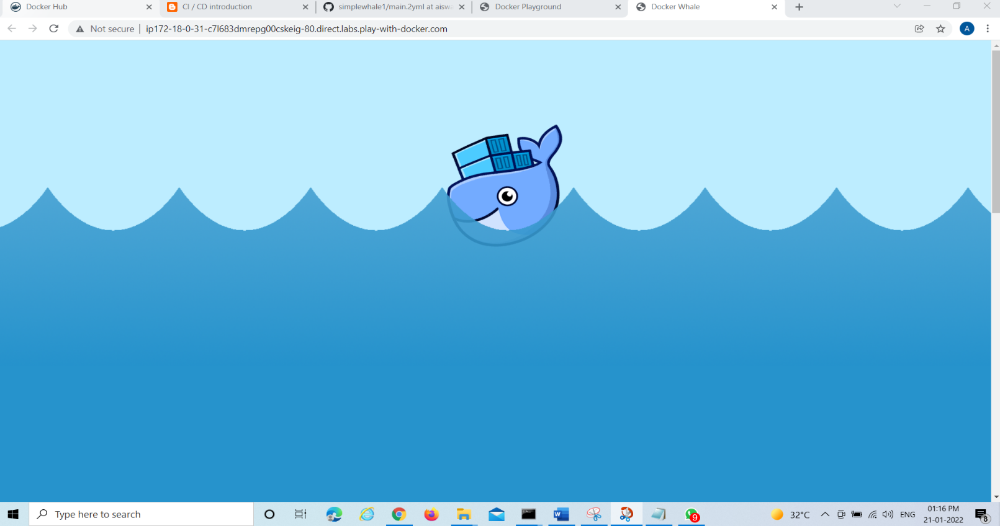 Docker Hub
CI / CD introduction
simplewhale1/main.2yml at aiswa
Docker Playground
Docker Whale
Not secure | ip172-18-0-31-c7l683dmrepg00cskeig-80.direct.labs.play-with-docker.com
A
Type here to search
9
32°C
ENG
01:16 PM
21-01-2022
8